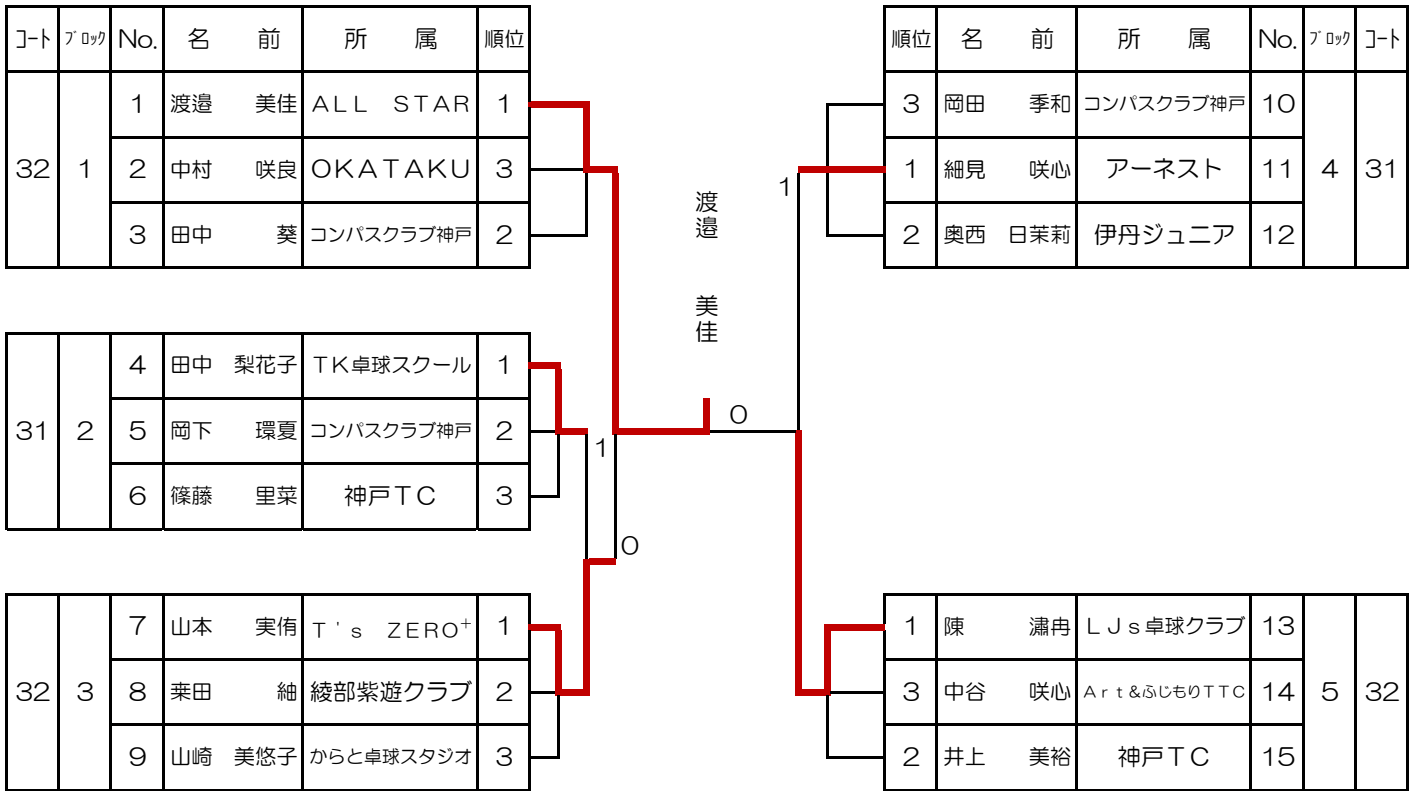 コート ブロック No. 名 前 所 属 順位
32 1
1 渡邉 美佳 ALL STAR 1
2 中村 咲良 OKATAKU 3
3 田中 葵 コンパスクラブ神戸 2
31 2
4 田中 梨花子 TK卓球スクール 1
5 岡下 環夏 コンパスクラブ神戸 2
6 篠藤 里菜 神戸TC 3
32 3
7 山本 実侑 T's ZERO+ 1
8 桒田 紬 綾部紫遊クラブ 2
9 山崎 美悠子 からと卓球スタジオ 3
1
0
渡邉 美佳
0
1
順位 名 前 所 属 No. ブロック コート
3 岡田 季和 コンパスクラブ神戸 10
1 細見 咲心 アーネスト 11
2 奥西 日茉莉 伊丹ジュニア 12
4 31
1 陳 潚冉 LJs卓球クラブ 13
3 中谷 咲心 Art&ふじもりTTC 14
2 井上 美裕 神戸TC 15
5 32